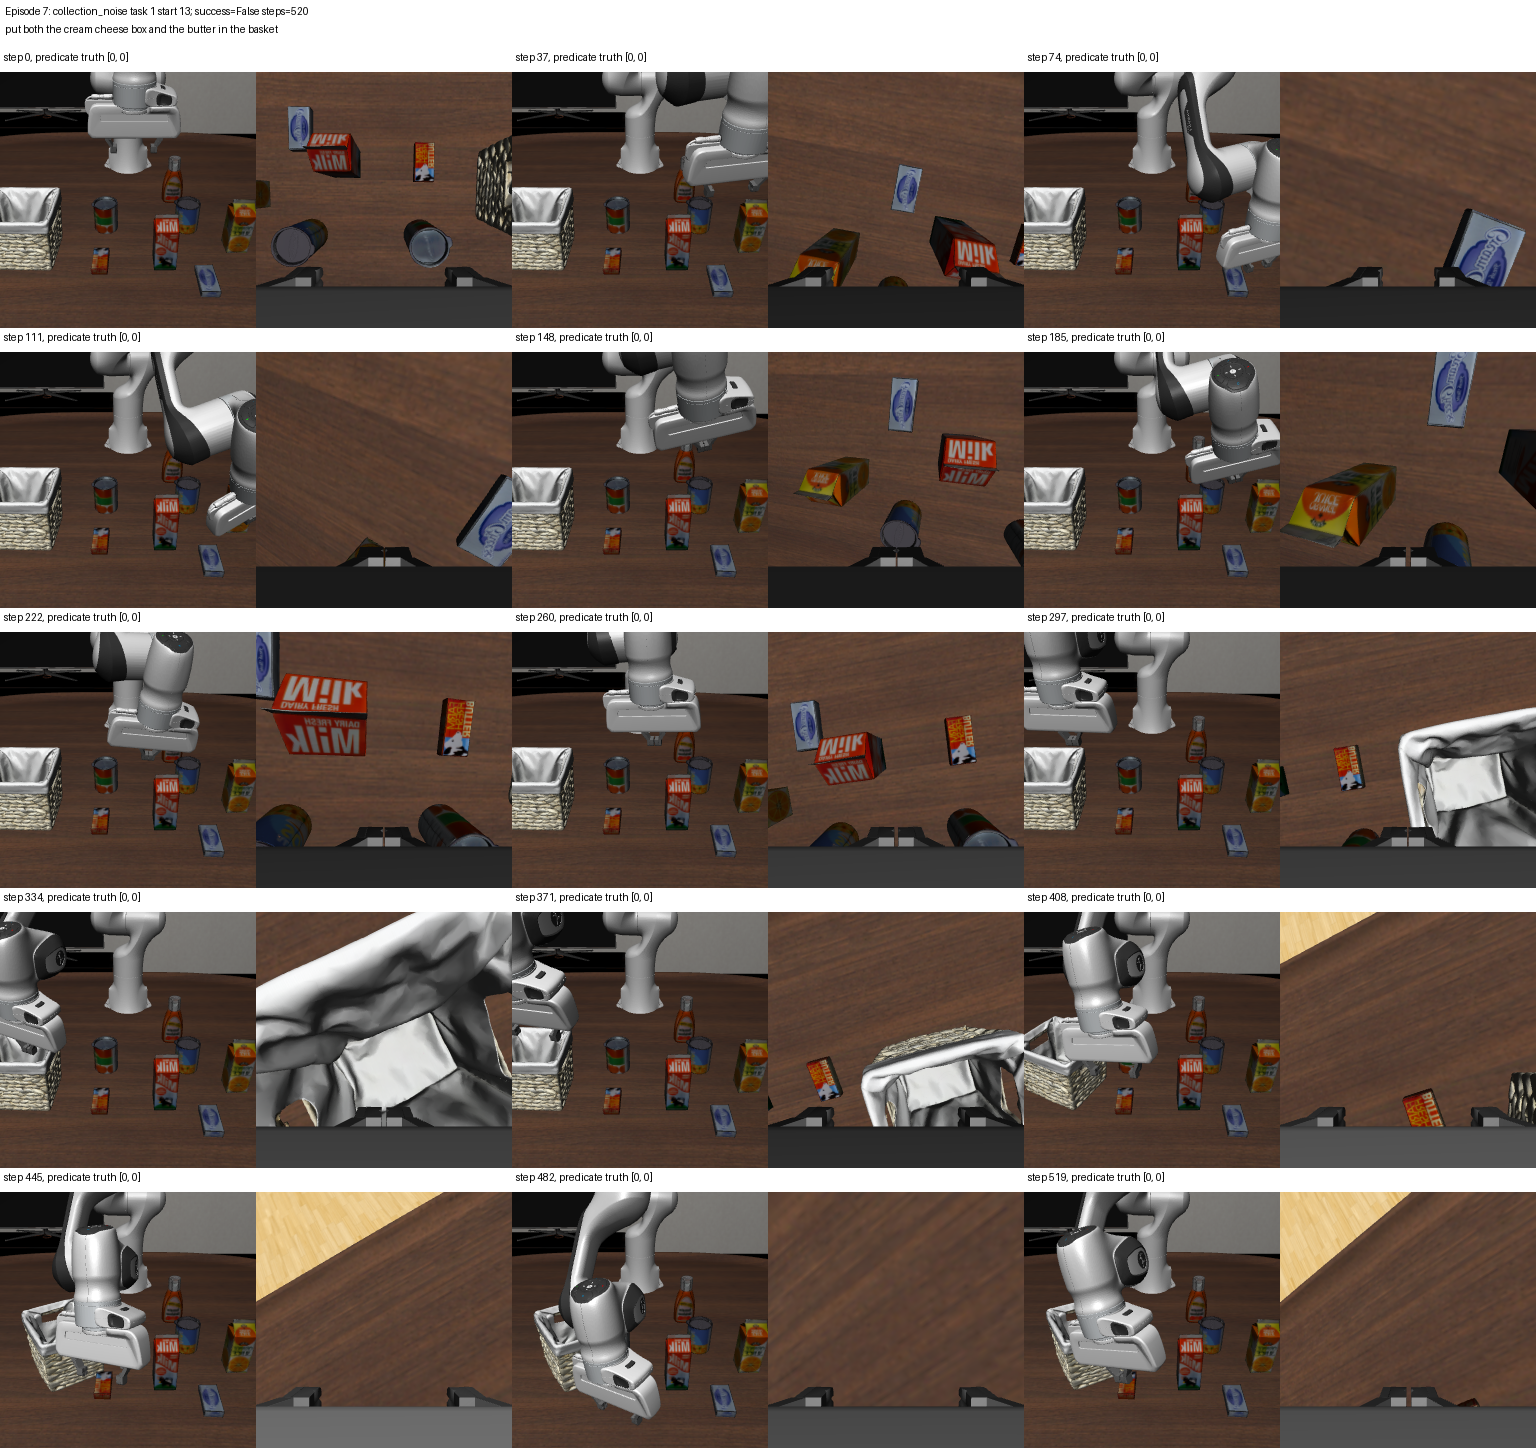 Episode 7: collection_noise task 1 start 13; success=False steps=520
put both the cream cheese box and the butter in the basket
step 0, predicate truth [0, 0]
step 37, predicate truth [0, 0]
step 74, predicate truth [0, 0]
step 111, predicate truth [0, 0]
step 148, predicate truth [0, 0]
step 185, predicate truth [0, 0]
step 222, predicate truth [0, 0]
step 260, predicate truth [0, 0]
step 297, predicate truth [0, 0]
step 334, predicate truth [0, 0]
step 371, predicate truth [0, 0]
step 408, predicate truth [0, 0]
step 445, predicate truth [0, 0]
step 482, predicate truth [0, 0]
step 519, predicate truth [0, 0]